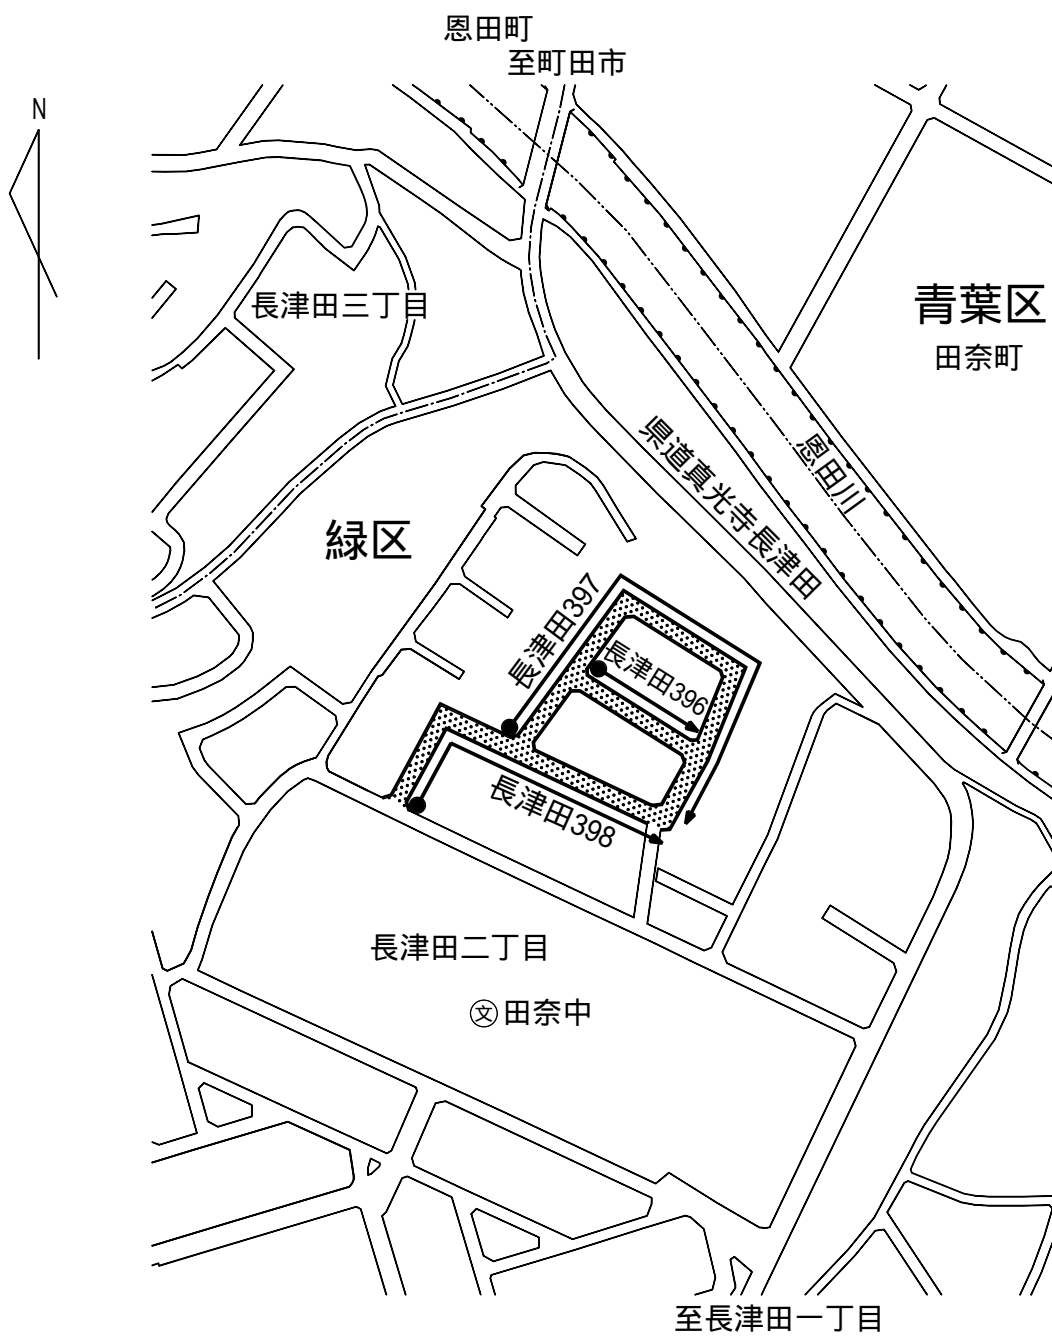 恩田町
至町田市
N
長津田三丁目
青葉区
田奈町
県道真光寺長津田
恩田川
緑区
長津田397
長津田396
長津田398
長津田二丁目
文田奈中
至長津田一丁目